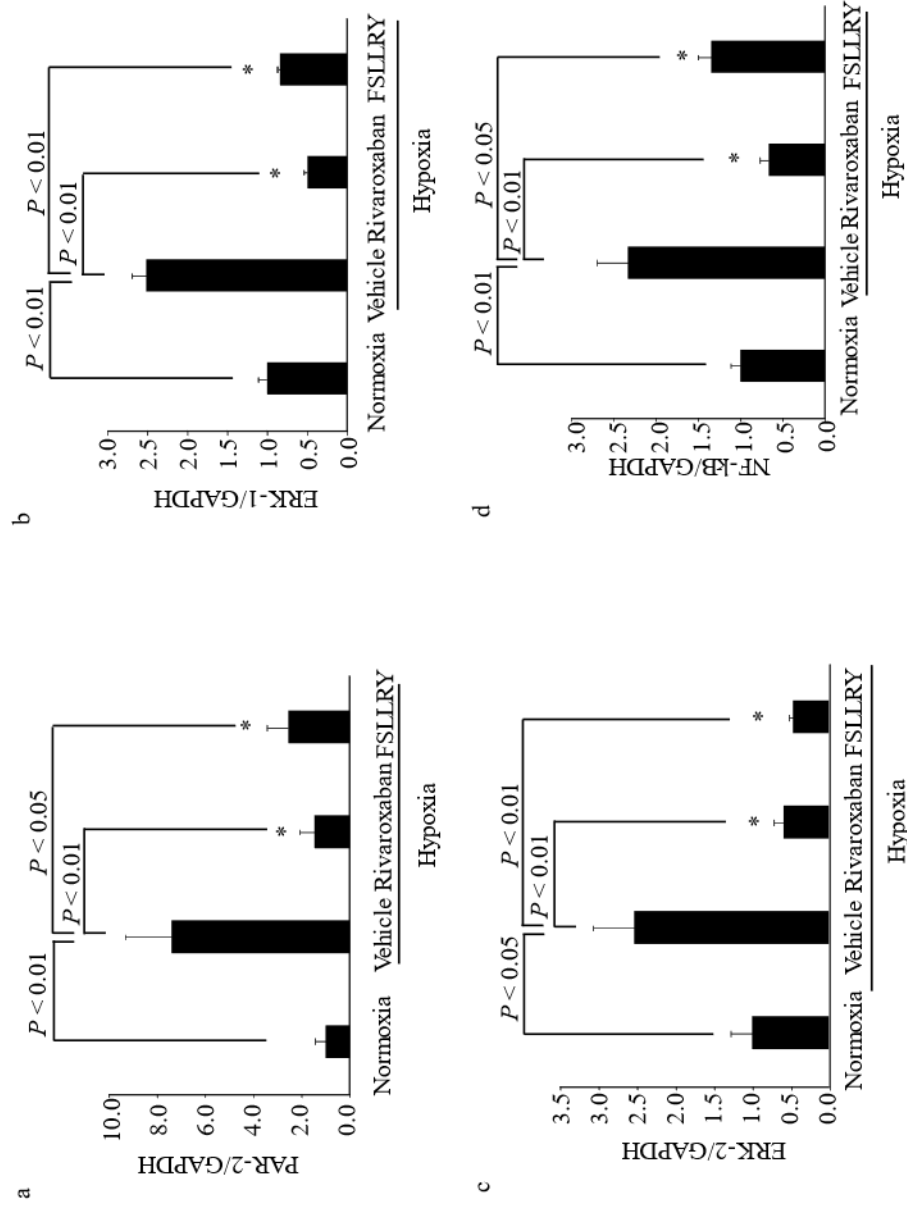 a
P < 0.01
P < 0.05
P < 0.01
10.0
8.0
6.0
4.0
2.0
0.0
PAR-2/GAPDH
*
*
Normoxia Vehicle Rivaroxaban FSLLRY
Hypoxia
b
P < 0.01
P < 0.01
P < 0.01
3.0
2.5
2.0
1.5
1.0
0.5
0.0
ERK-1/GAPDH
*
*
Normoxia Vehicle Rivaroxaban FSLLRY
Hypoxia
c
P < 0.05
P < 0.01
P < 0.01
3.5
3.0
2.5
2.0
1.5
1.0
0.5
0.0
ERK-2/GAPDH
*
*
Normoxia Vehicle Rivaroxaban FSLLRY
Hypoxia
d
P < 0.01
P < 0.05
P < 0.01
3.0
2.5
2.0
1.5
1.0
0.5
0.0
NF-kB/GAPDH
*
*
Normoxia Vehicle Rivaroxaban FSLLRY
Hypoxia